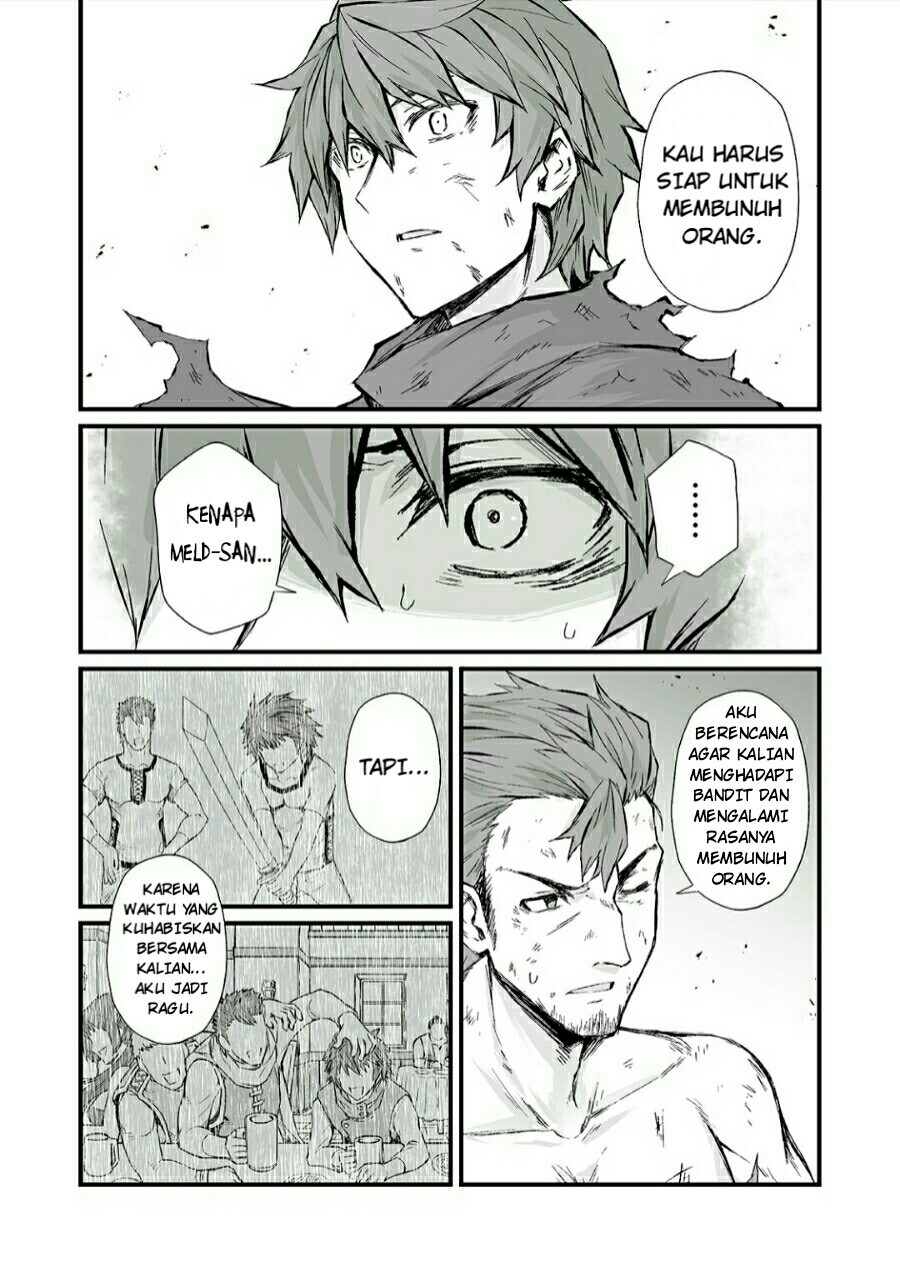 KAU HARUS
SIAP UNTUK
MEMBUNUH
ORANG.
......
KENAPA
MELD-SAN...
AKU
BERENCANA
AGAR KALIAN
MENGHADAPI
BANDIT DAN
MENGALAMI
RASANYA
MEMBUNUH
ORANG.
TAPI...
KARENA
WAKTU YANG
KUHABISKAN
BERSAMA
KALIAN...
AKU JADI
RAGU.